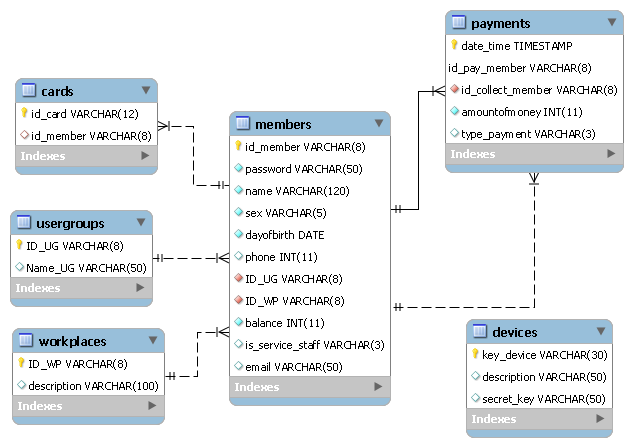 payments
date_time TIMESTAMP
id_pay_member VARCHAR(8)
id_collect_member VARCHAR(8)
amountofmoney INT(11)
type_payment VARCHAR(3)
Indexes
cards
id_card VARCHAR(12)
id_member VARCHAR(8)
Indexes
members
id_member VARCHAR(8)
password VARCHAR(50)
name VARCHAR(120)
sex VARCHAR(5)
dayofbirth DATE
phone INT(11)
ID_UG VARCHAR(8)
ID_WP VARCHAR(8)
balance INT(11)
is_service_staff VARCHAR(3)
email VARCHAR(50)
Indexes
usergroups
ID_UG VARCHAR(8)
Name_UG VARCHAR(50)
Indexes
workplaces
ID_WP VARCHAR(8)
description VARCHAR(100)
Indexes
devices
key_device VARCHAR(30)
description VARCHAR(50)
secret_key VARCHAR(50)
Indexes